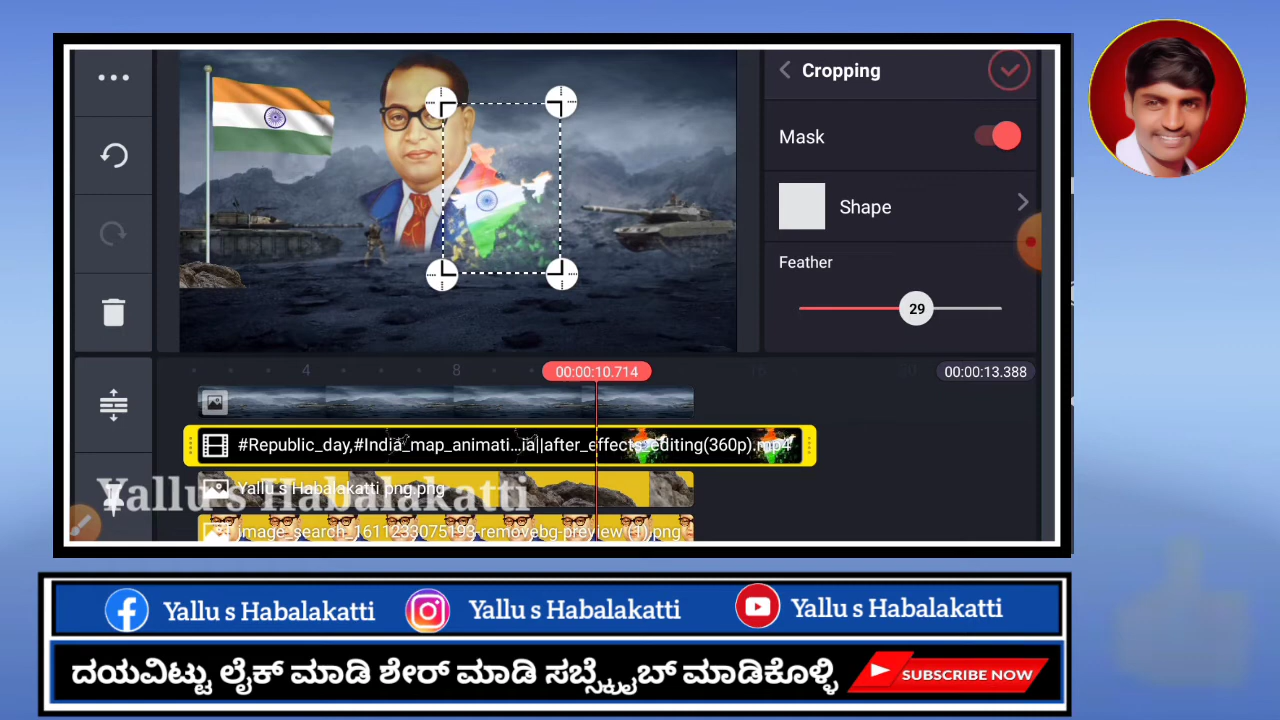 Cropping
Mask
Shape
Feather
29
4
8
16
00:00:10.714
00:00:13.388
#Republic_day,#India_map_animati...ia||after_effects_editing(360p).mp4
Yallu s Habalakatti png.png
Yallu s Habalakatti
image_search_1611233075193-removebg-preview (1).png
Yallu s Habalakatti
Yallu s Habalakatti
Yallu s Habalakatti
ದಯವಿಟ್ಟು ಲೈಕ್ ಮಾಡಿ ಶೇರ್ ಮಾಡಿ ಸಬ್ಸ್ಕ್ರೈಬ್ ಮಾಡಿಕೊಳ್ಳಿ
SUBSCRIBE NOW